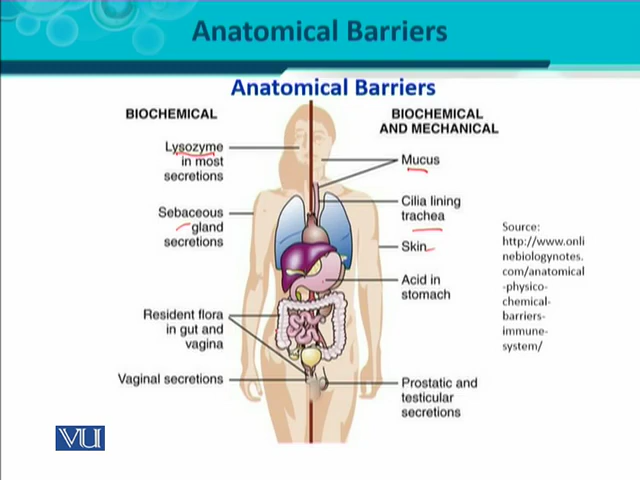 Anatomical Barriers
Anatomical Barriers
BIOCHEMICAL
Lysozyme
in most
secretions
Sebaceous
gland
secretions
Resident flora
in gut and
vagina
Vaginal secretions
BIOCHEMICAL
AND MECHANICAL
Mucus
Cilia lining
trachea
Skin
Acid in
stomach
Prostatic and
testicular
secretions
Source:
http://www.onli
nebiologynotes.
com/anatomical
-physico-
chemical-
barriers-
immune-
system/
VU